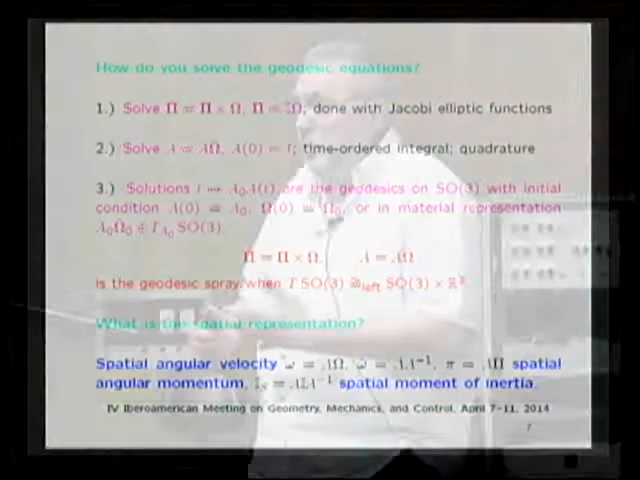 How do you solve the geodesic equations?
1.) Solve Π̇ = Π × Ω, Π = 𝕀Ω; done with Jacobi elliptic functions
2.) Solve Ȧ = AΩ̂, A(0) = I; time-ordered integral; quadrature
3.) Solutions t ↦ A₀A(t) are the geodesics on SO(3) with initial
condition A(0) = A₀, Ω(0) = Ω₀, or in material representation
A₀Ω̂₀ ∈ T_{A₀} SO(3)
Π̇ = Π × Ω, Ȧ = AΩ̂
is the geodesic spray when T SO(3) ≅_left SO(3) × ℝ³
What is the spatial representation?
Spatial angular velocity ω = AΩ, ω̂ = ȦA⁻¹, π = AΠ spatial
angular momentum, 𝕀_S = A𝕀A⁻¹ spatial moment of inertia.
IV Iberoamerican Meeting on Geometry, Mechanics, and Control, April 7-11, 2014
7